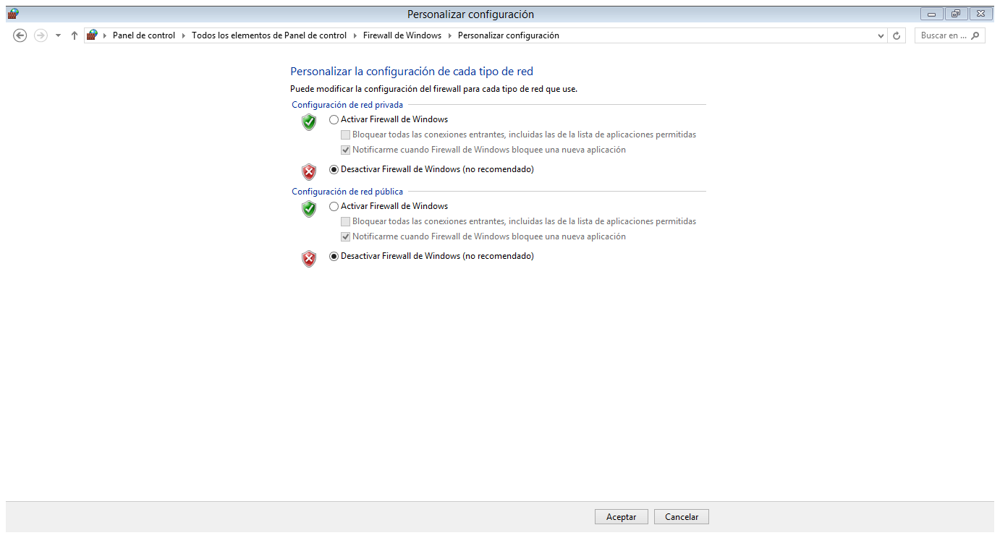 Personalizar configuración
Panel de control Todos los elementos de Panel de control Firewall de Windows Personalizar configuración
Buscar en ...
Personalizar la configuración de cada tipo de red
Puede modificar la configuración del firewall para cada tipo de red que use.
Configuración de red privada
Activar Firewall de Windows
Bloquear todas las conexiones entrantes, incluidas las de la lista de aplicaciones permitidas
Notificarme cuando Firewall de Windows bloquee una nueva aplicación
Desactivar Firewall de Windows (no recomendado)
Configuración de red pública
Activar Firewall de Windows
Bloquear todas las conexiones entrantes, incluidas las de la lista de aplicaciones permitidas
Notificarme cuando Firewall de Windows bloquee una nueva aplicación
Desactivar Firewall de Windows (no recomendado)
Aceptar Cancelar